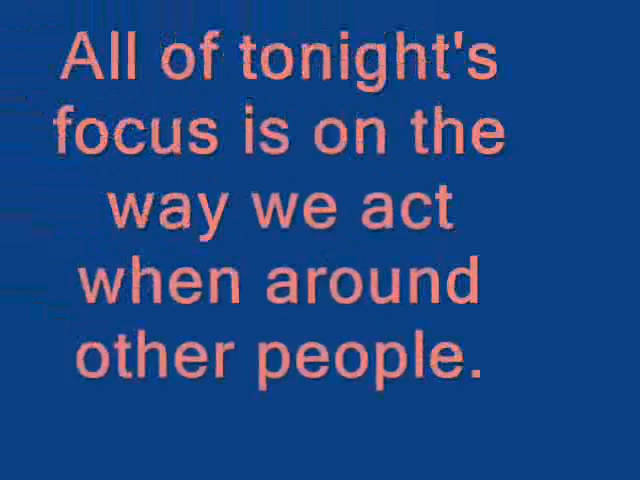 All of tonight's
focus is on the
way we act
when around
other people.